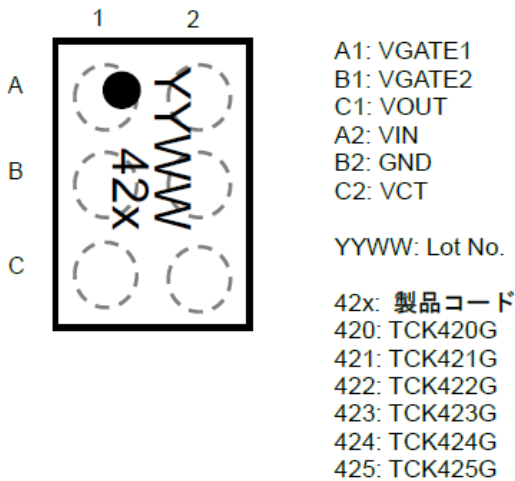 1 2
A
B
C
YYWW
42x
A1: VGATE1
B1: VGATE2
C1: VOUT
A2: VIN
B2: GND
C2: VCT
YYWW: Lot No.
42x: 製品コード
420: TCK420G
421: TCK421G
422: TCK422G
423: TCK423G
424: TCK424G
425: TCK425G